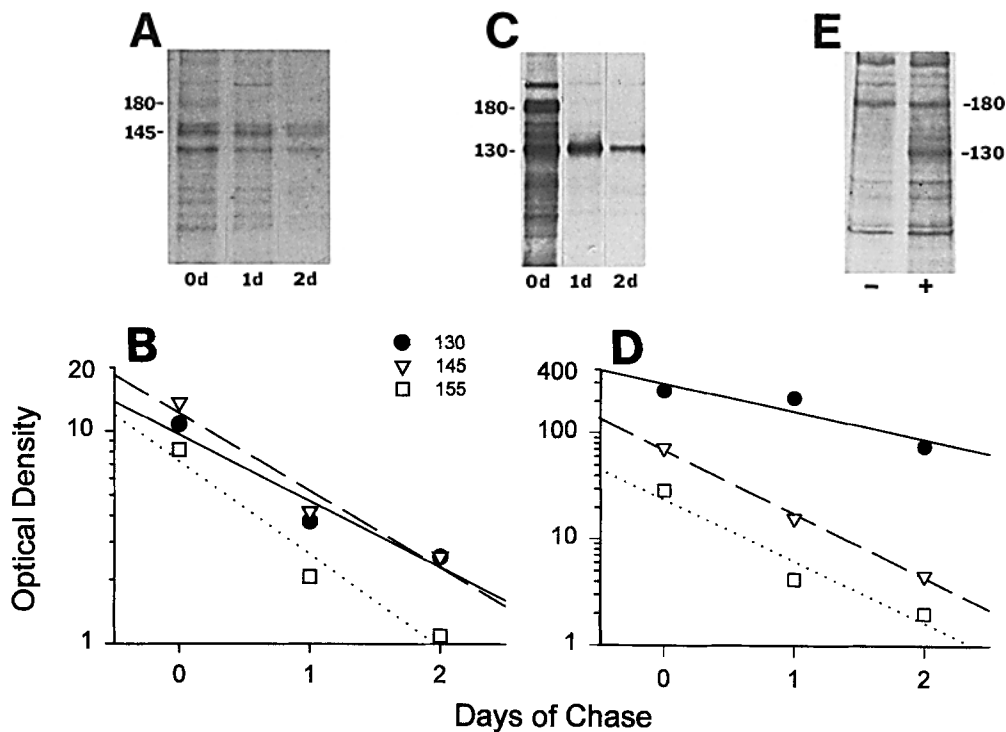 A
180-
145-
0d 1d 2d
C
180-
130-
0d 1d 2d
E
-180
-130
- +
B
130
145
155
20
10
1
0 1 2
Optical Density
D
400
100
10
1
0 1 2
Days of Chase